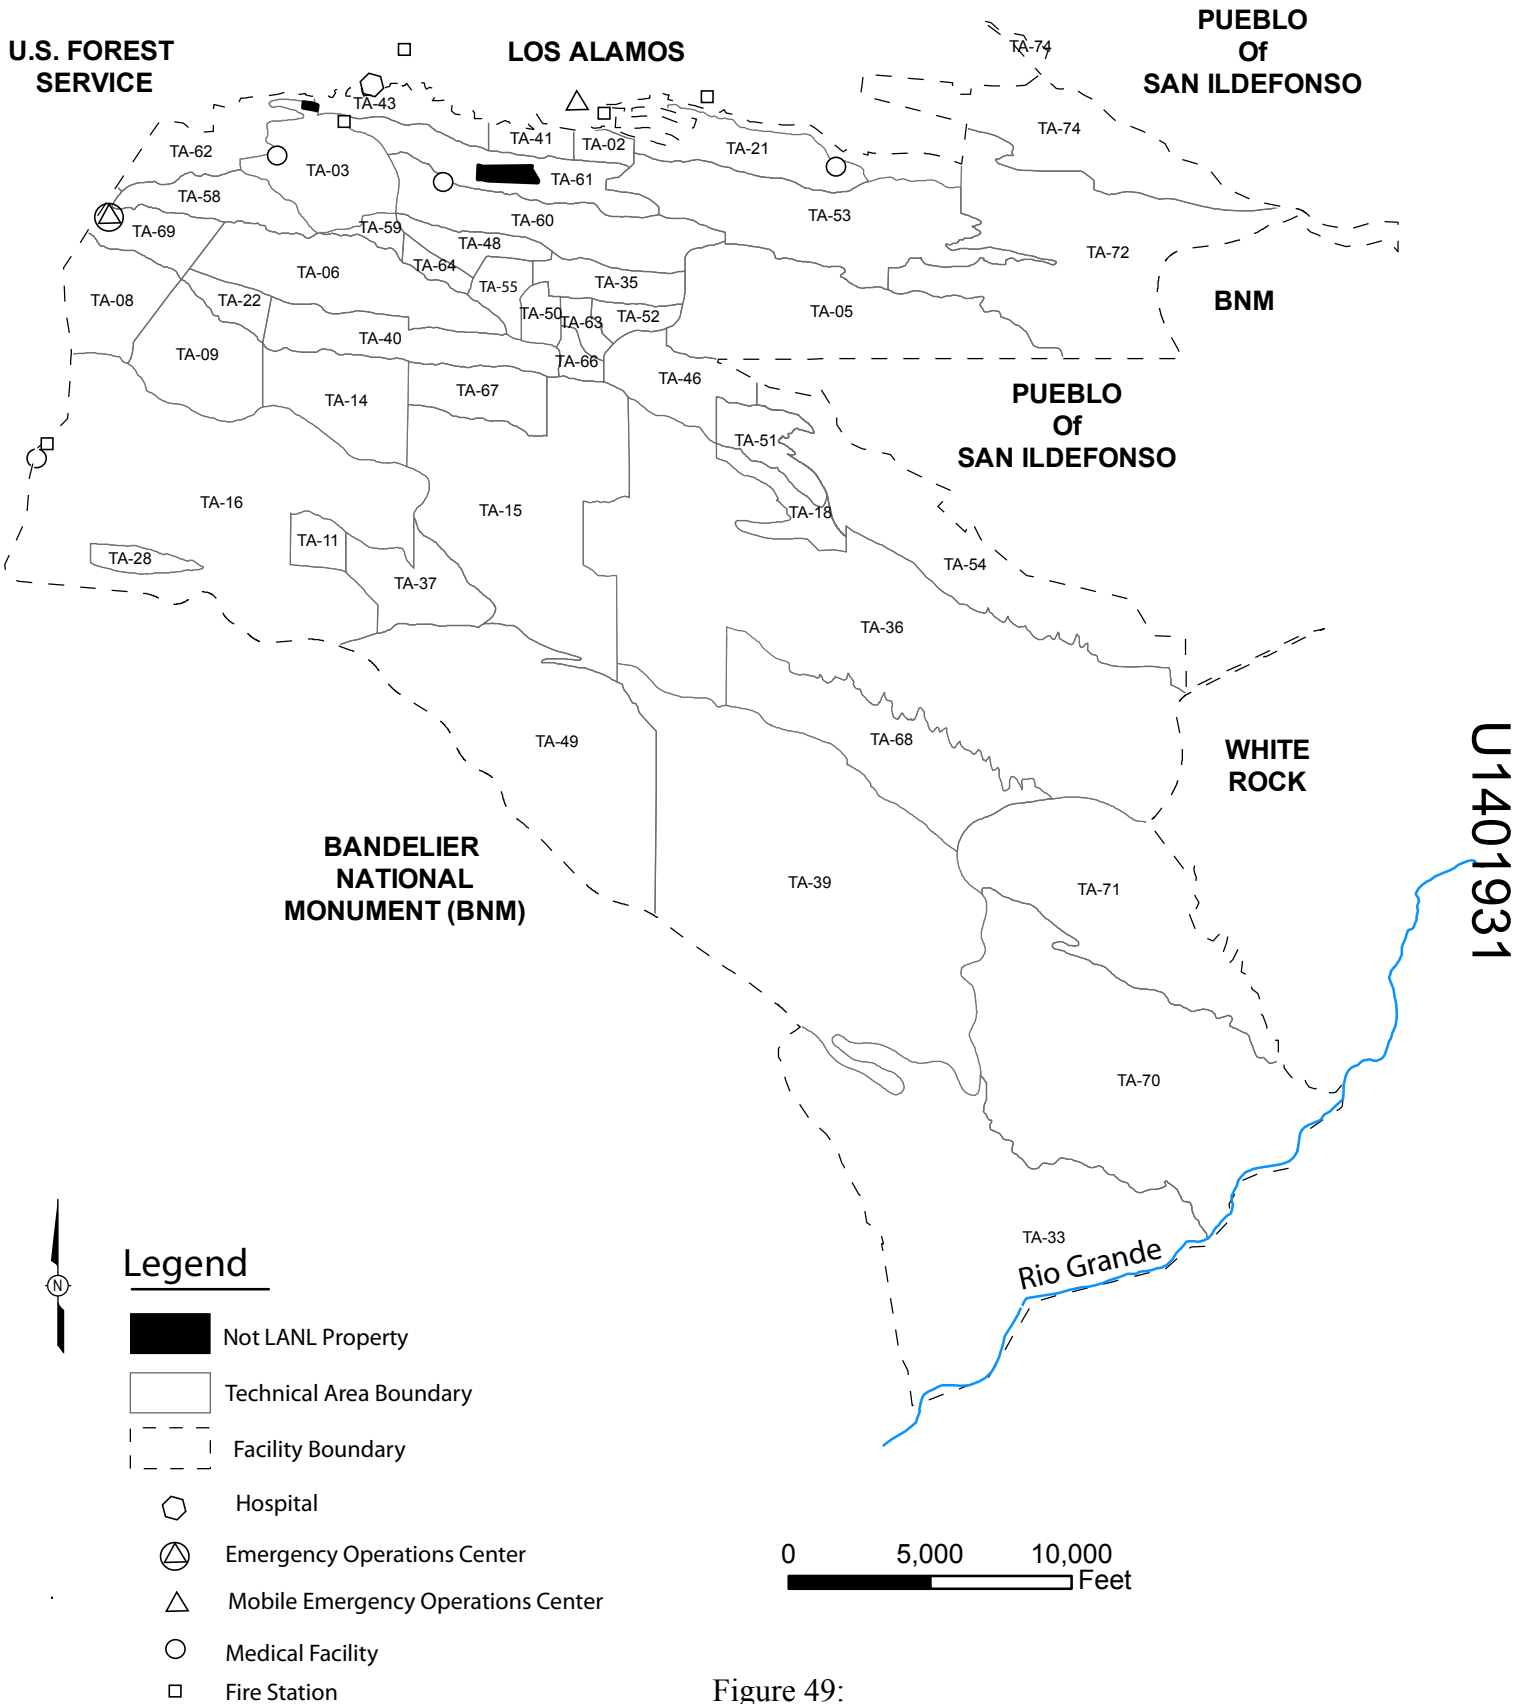 U.S. FOREST
SERVICE
LOS ALAMOS
PUEBLO
Of
SAN ILDEFONSO
TA-74
TA-43
TA-74
TA-41
TA-02
TA-21
TA-62
TA-03
TA-61
TA-58
TA-53
TA-60
TA-59
TA-69
TA-48
TA-72
TA-64
TA-06
TA-55
TA-35
TA-08
TA-22
TA-50
TA-63
TA-52
TA-05
BNM
TA-40
TA-09
TA-66
TA-46
TA-67
TA-14
PUEBLO
Of
SAN ILDEFONSO
TA-51
TA-16
TA-15
TA-18
TA-11
TA-28
TA-37
TA-54
TA-36
TA-49
TA-68
WHITE
ROCK
U1401931
BANDELIER
NATIONAL
MONUMENT (BNM)
TA-39
TA-71
TA-70
TA-33
Rio Grande
N
Legend
Not LANL Property
Technical Area Boundary
Facility Boundary
Hospital
Emergency Operations Center
Mobile Emergency Operations Center
Medical Facility
Fire Station
0 5,000 10,000
Feet
Figure 49: